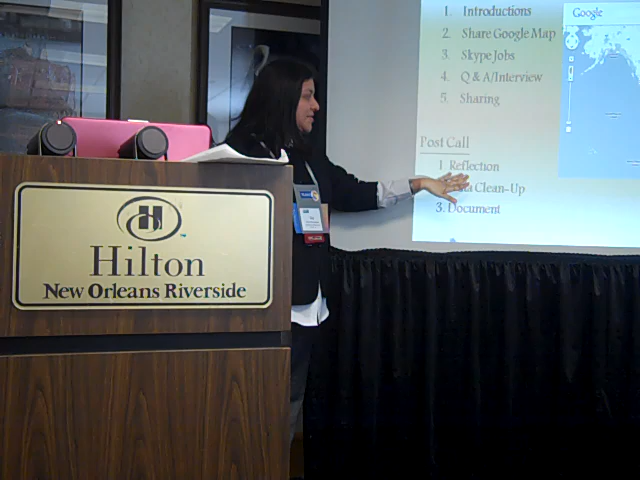 1. Introductions
2. Share Google Map
3. Skype Jobs
4. Q & A/Interview
5. Sharing
Post Call
1 Reflection
Clean-Up
3. Document
Google
H
Hilton
New Orleans Riverside